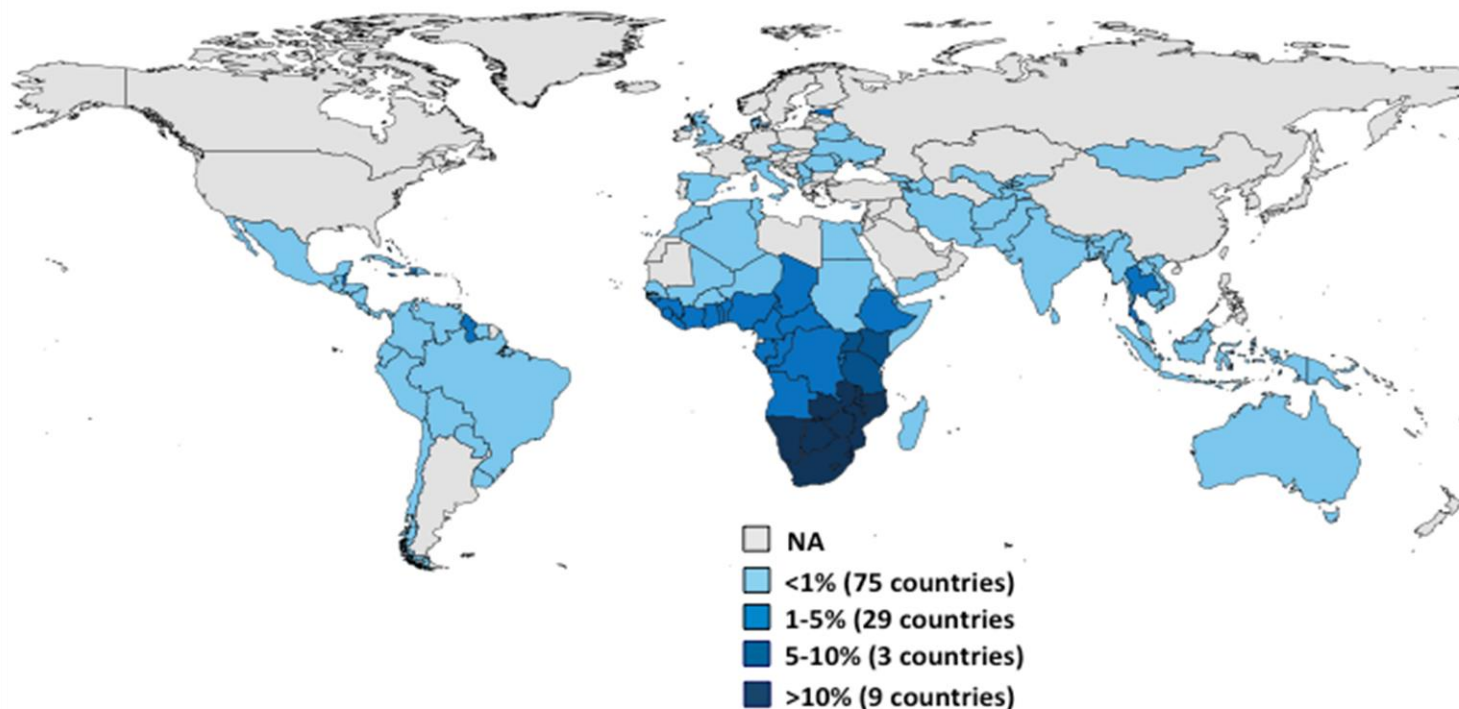 NA
<1% (75 countries)
1-5% (29 countries
5-10% (3 countries)
>10% (9 countries)